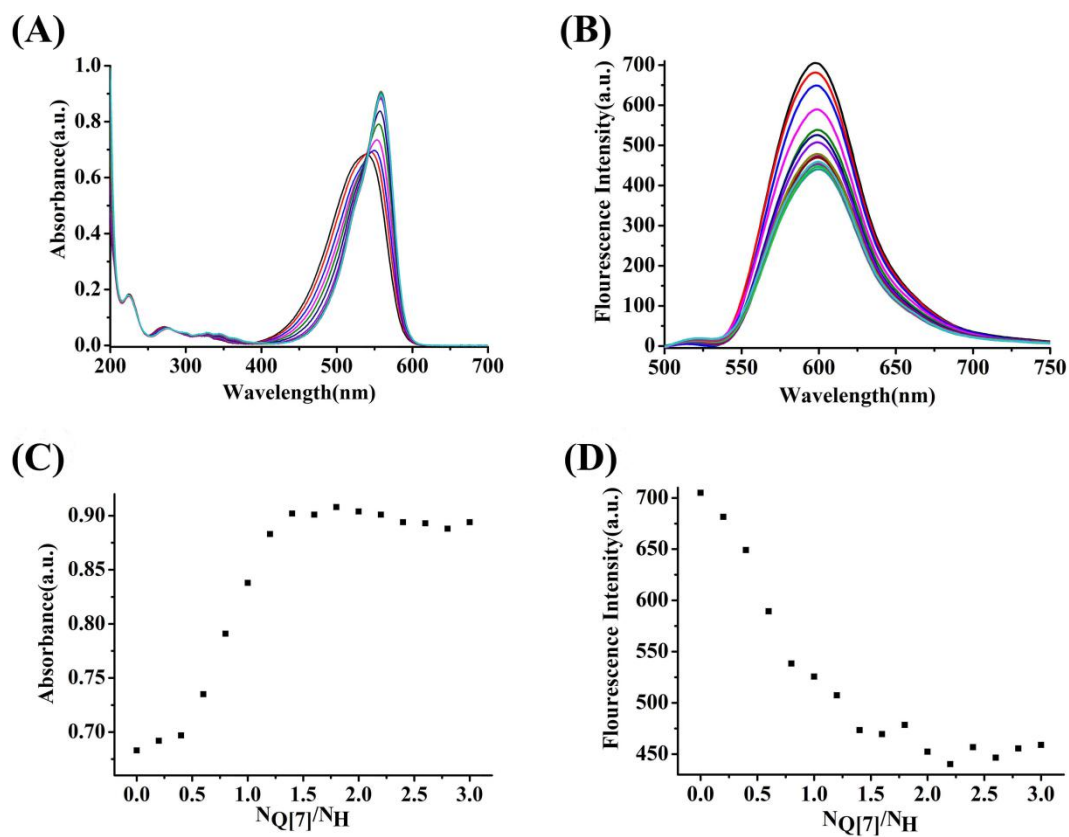 (A)
Absorbance(a.u.)
1.0
0.8
0.6
0.4
0.2
0.0
200 300 400 500 600 700
Wavelength(nm)
(B)
Flourescence Intensity(a.u.)
700
600
500
400
300
200
100
0
500 550 600 650 700 750
Wavelength(nm)
(C)
Absorbance(a.u.)
0.90
0.85
0.80
0.75
0.70
0.0 0.5 1.0 1.5 2.0 2.5 3.0
NQ[7]/NH
(D)
Flourescence Intensity(a.u.)
700
650
600
550
500
450
0.0 0.5 1.0 1.5 2.0 2.5 3.0
NQ[7]/NH